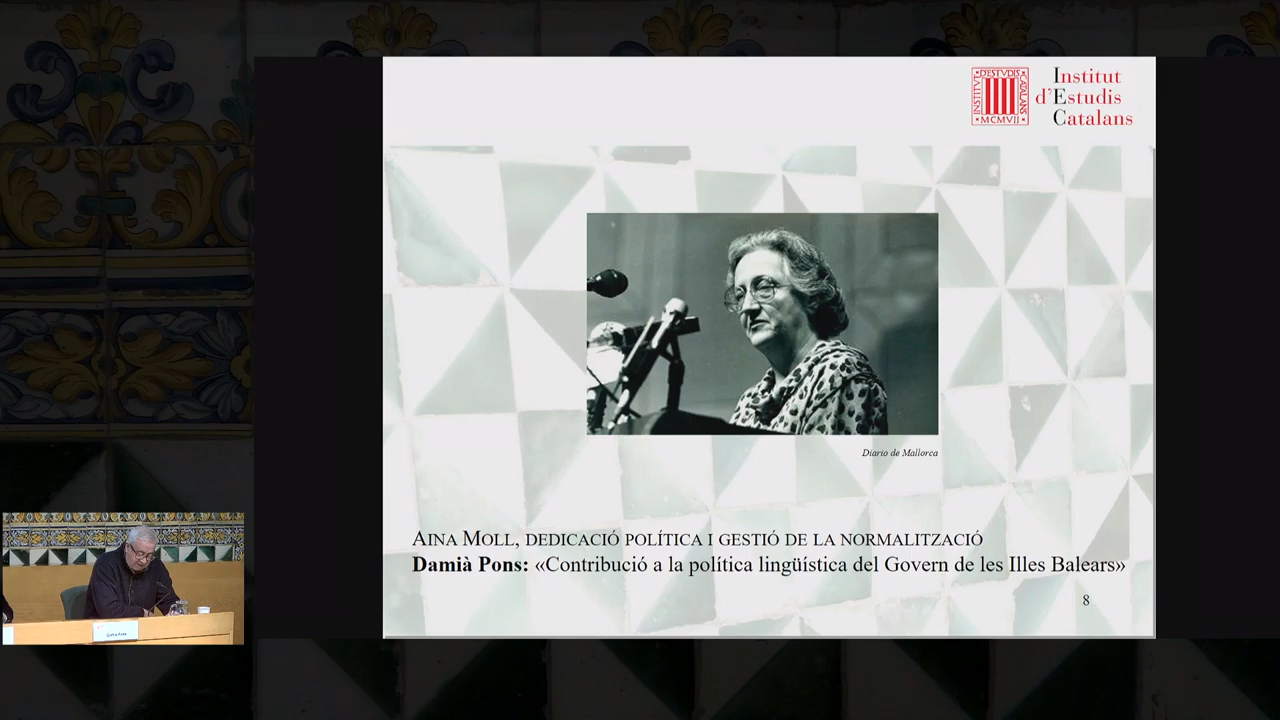 INSTITUT D'ESTVDIS CATALANS
MCMVII
Institut
d'Estudis
Catalans
Diario de Mallorca
AINA MOLL, DEDICACIÓ POLÍTICA I GESTIÓ DE LA NORMALITZACIÓ
Damià Pons: «Contribució a la política lingüística del Govern de les Illes Balears»
8